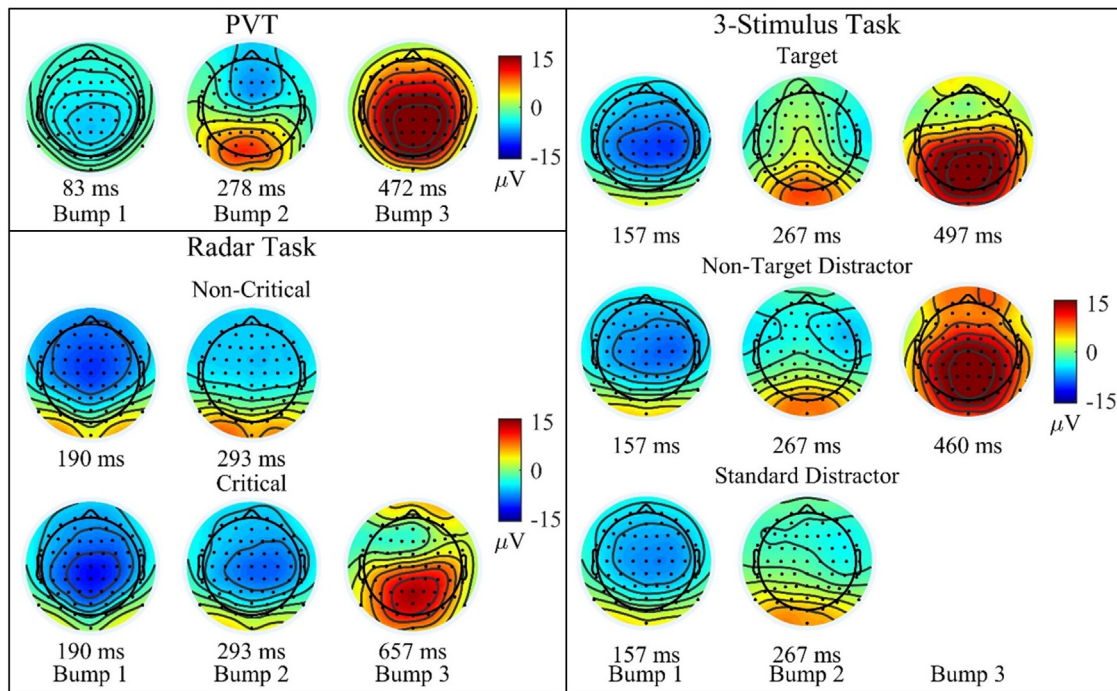 PVT
15
0
-15
μV
83 ms 278 ms 472 ms
Bump 1 Bump 2 Bump 3
Radar Task
Non-Critical
190 ms 293 ms
Critical
15
0
-15
μV
190 ms 293 ms 657 ms
Bump 1 Bump 2 Bump 3
3-Stimulus Task
Target
157 ms 267 ms 497 ms
Non-Target Distractor
15
0
-15
μV
157 ms 267 ms 460 ms
Standard Distractor
157 ms 267 ms
Bump 1 Bump 2 Bump 3